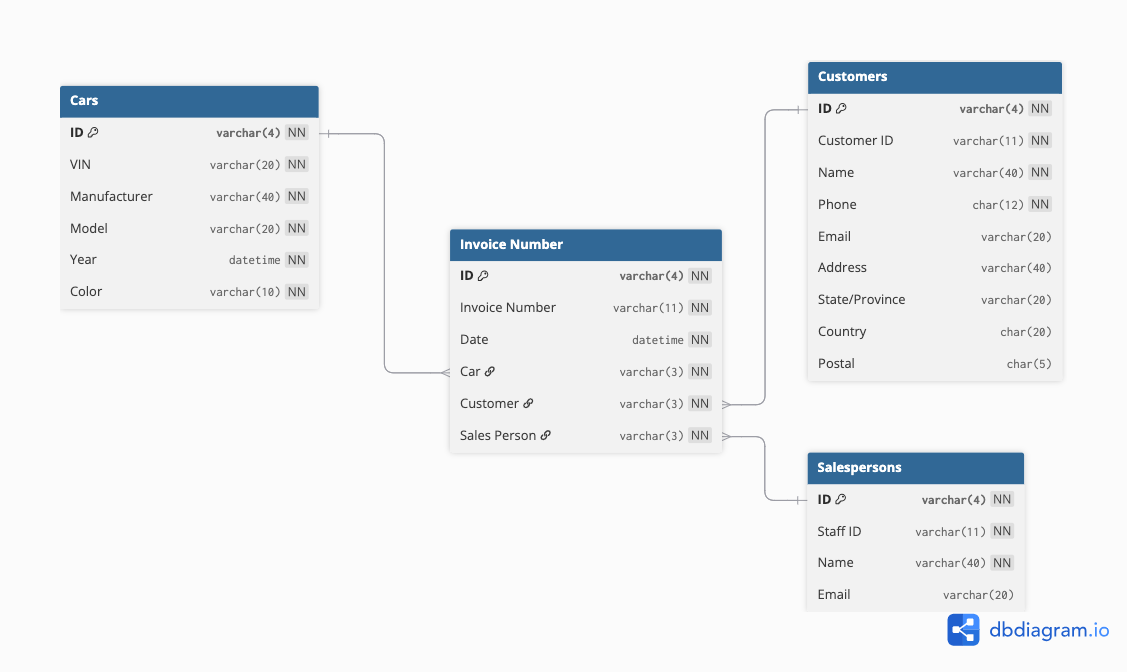 Cars
ID varchar(4) NN
VIN varchar(20) NN
Manufacturer varchar(40) NN
Model varchar(20) NN
Year datetime NN
Color varchar(10) NN
Invoice Number
ID varchar(4) NN
Invoice Number varchar(11) NN
Date datetime NN
Car varchar(3) NN
Customer varchar(3) NN
Sales Person varchar(3) NN
Customers
ID varchar(4) NN
Customer ID varchar(11) NN
Name varchar(40) NN
Phone char(12) NN
Email varchar(20)
Address varchar(40)
State/Province varchar(20)
Country char(20)
Postal char(5)
Salespersons
ID varchar(4) NN
Staff ID varchar(11) NN
Name varchar(40) NN
Email varchar(20)
dbdiagram.io